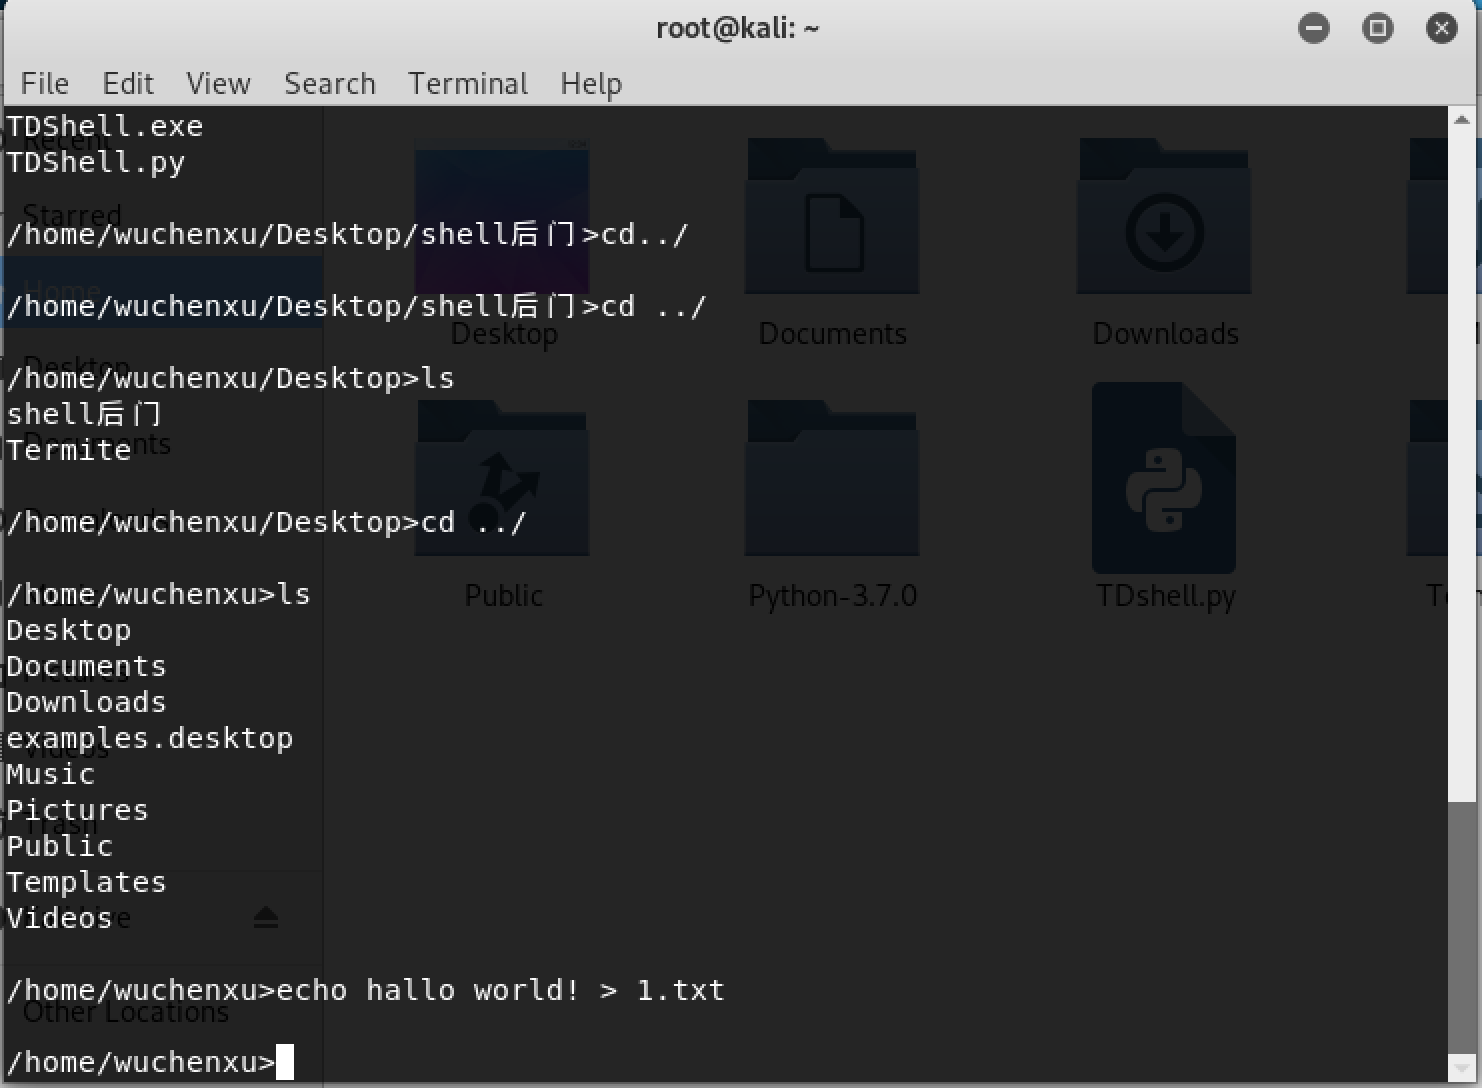 root@kali: ~
File Edit View Search Terminal Help
TDShell.exe
TDShell.py
/home/wuchenxu/Desktop/shell后门>cd../
/home/wuchenxu/Desktop/shell后门>cd ../
/home/wuchenxu/Desktop>ls
shell后门
Termite
/home/wuchenxu/Desktop>cd ../
/home/wuchenxu>ls
Desktop
Documents
Downloads
examples.desktop
Music
Pictures
Public
Templates
Videos
/home/wuchenxu>echo hallo world! > 1.txt
/home/wuchenxu>
Recent
Starred
Home
Desktop
Documents
Pictures
Videos
Trash
Other Locations
Desktop
Documents
Downloads
Public
Python-3.7.0
TDshell.py